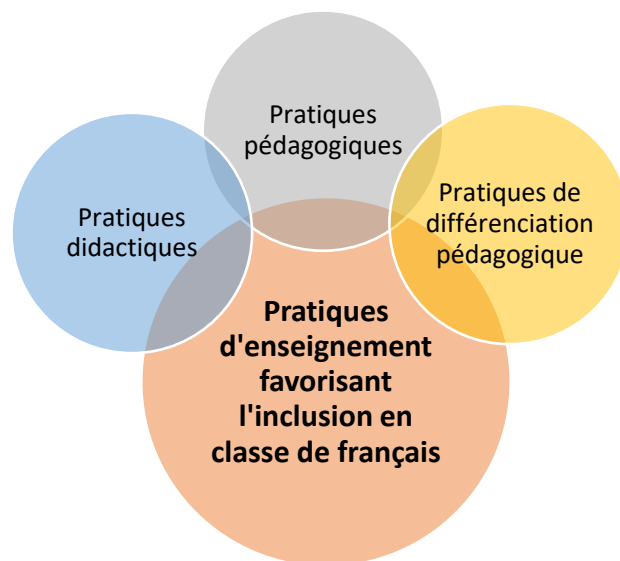 Pratiques
pédagogiques
Pratiques
didactiques
Pratiques de
différenciation
pédagogique
Pratiques
d'enseignement
favorisant
l'inclusion en
classe de français